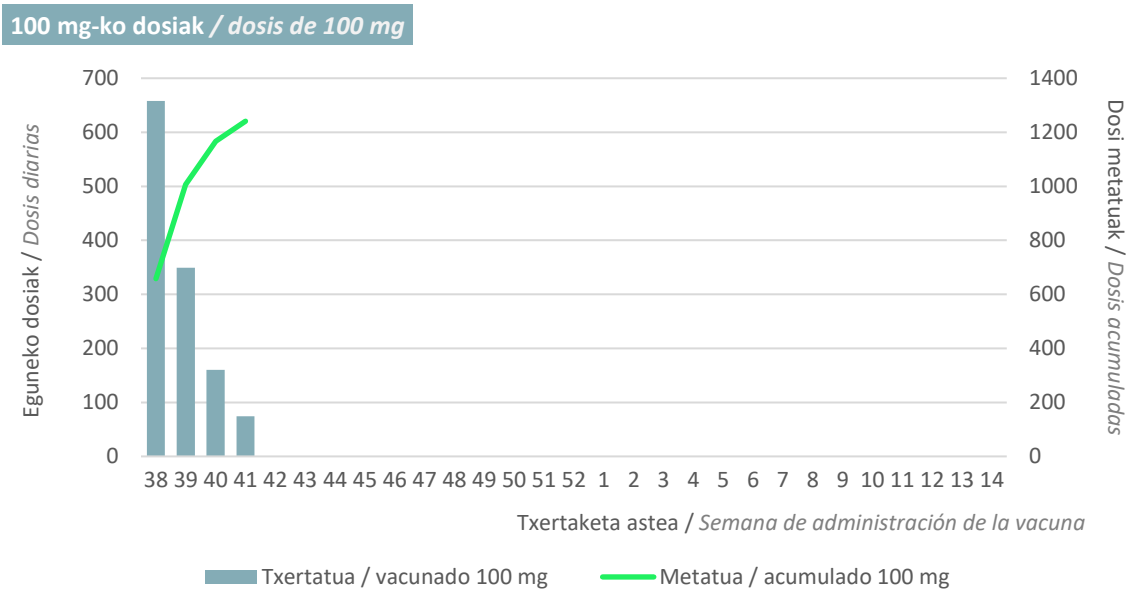 100 mg-ko dosiak / dosis de 100 mg
700 1400
600 1200
500 1000
400 800
300 600
200 400
100 200
0 0
Eguneko dosiak / Dosis diarias
Dosi metatuak / Dosis acumuladas
38 39 40 41 42 43 44 45 46 47 48 49 50 51 52 1 2 3 4 5 6 7 8 9 10 11 12 13 14
Txertaketa astea / Semana de administración de la vacuna
Txertatua / vacunado 100 mg Metatua / acumulado 100 mg